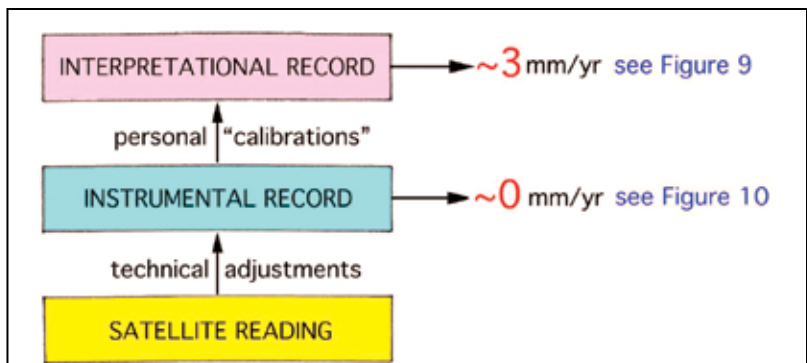 INTERPRETATIONAL RECORD ~3 mm/yr see Figure 9
personal "calibrations"
INSTRUMENTAL RECORD ~0 mm/yr see Figure 10
technical adjustments
SATELLITE READING